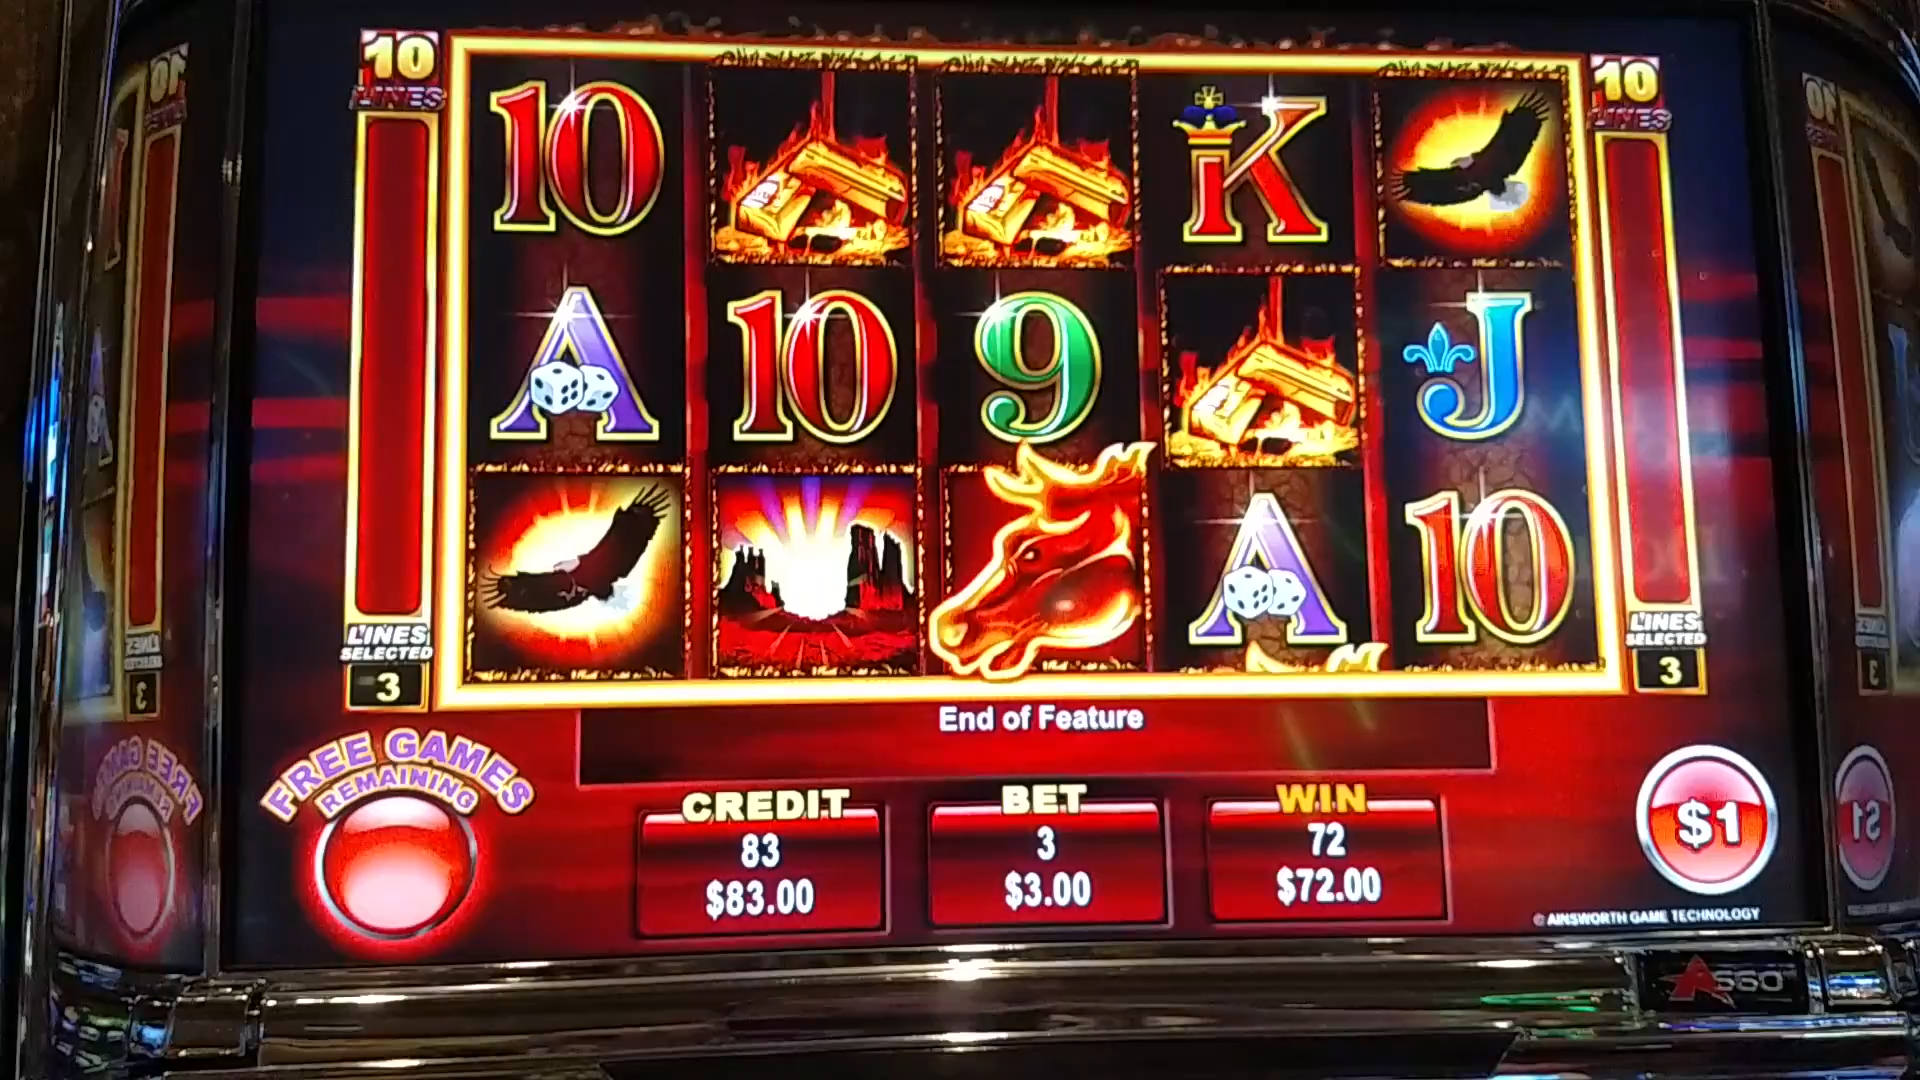 10
LINES
10
LINES
10
K
A
10
9
J
A
10
LINES
SELECTED
3
LINES
SELECTED
3
End of Feature
FREE GAMES
REMAINING
CREDIT
83
$83.00
BET
3
$3.00
WIN
72
$72.00
$1
© AINSWORTH GAME TECHNOLOGY
A560